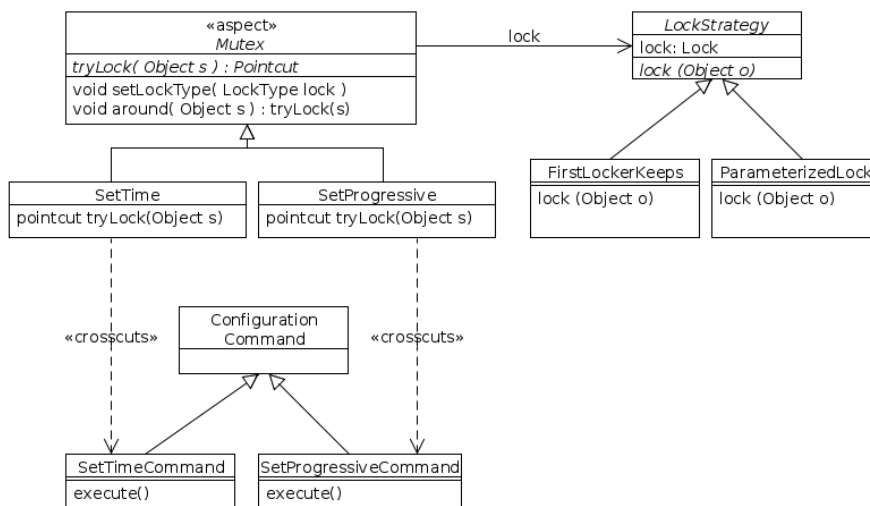 «aspect»
Mutex
tryLock( Object s ) : Pointcut
void setLockType( LockType lock )
void around( Object s ) : tryLock(s)
lock
LockStrategy
lock: Lock
lock (Object o)
FirstLockerKeeps
lock (Object o)
ParameterizedLock
lock (Object o)
SetTime
pointcut tryLock(Object s)
SetProgressive
pointcut tryLock(Object s)
«crosscuts»
Configuration
Command
«crosscuts»
SetTimeCommand
execute()
SetProgressiveCommand
execute()